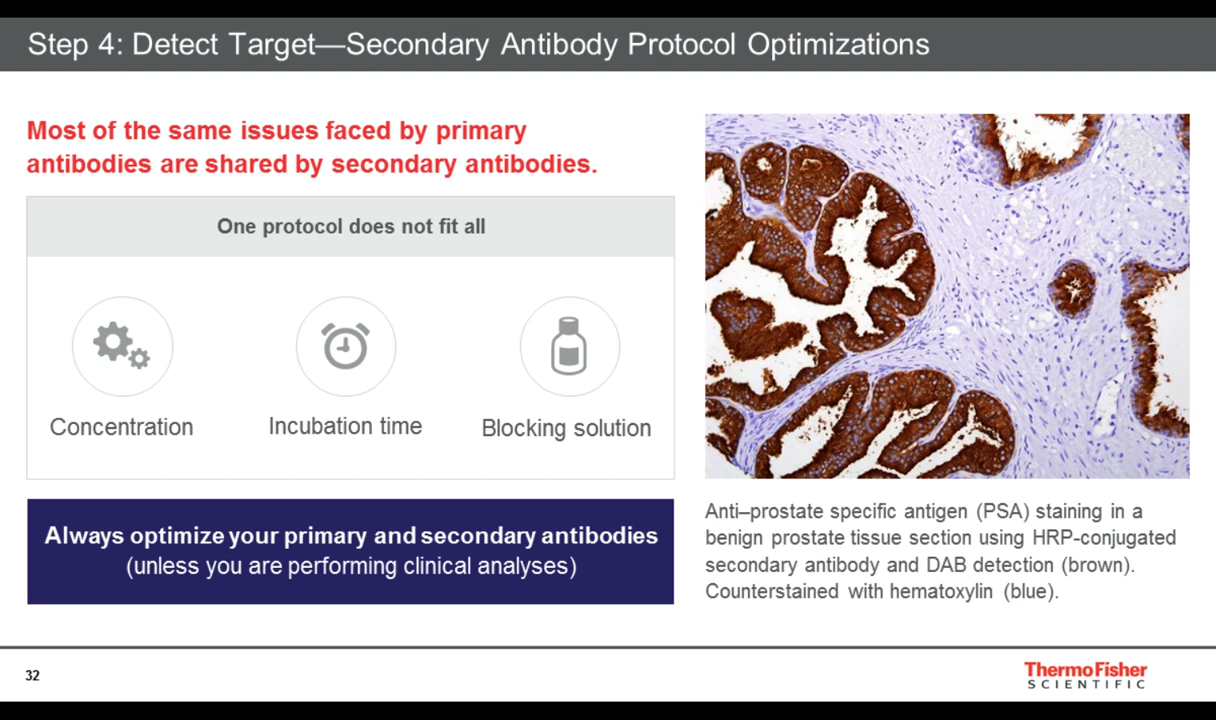 Step 4: Detect Target—Secondary Antibody Protocol Optimizations
Most of the same issues faced by primary
antibodies are shared by secondary antibodies.
One protocol does not fit all
Concentration
Incubation time
Blocking solution
Always optimize your primary and secondary antibodies
(unless you are performing clinical analyses)
Anti–prostate specific antigen (PSA) staining in a
benign prostate tissue section using HRP-conjugated
secondary antibody and DAB detection (brown).
Counterstained with hematoxylin (blue).
32
ThermoFisher
SCIENTIFIC